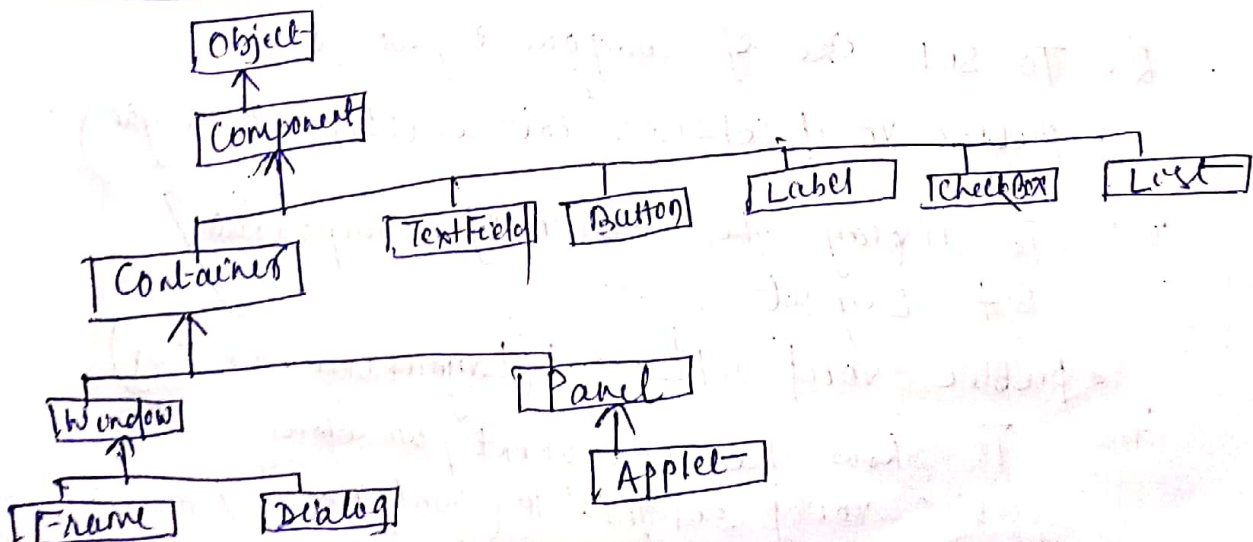 Object
Component
TextField Button Label CheckBox List
Container
Window Panel
Applet
Frame Dialog